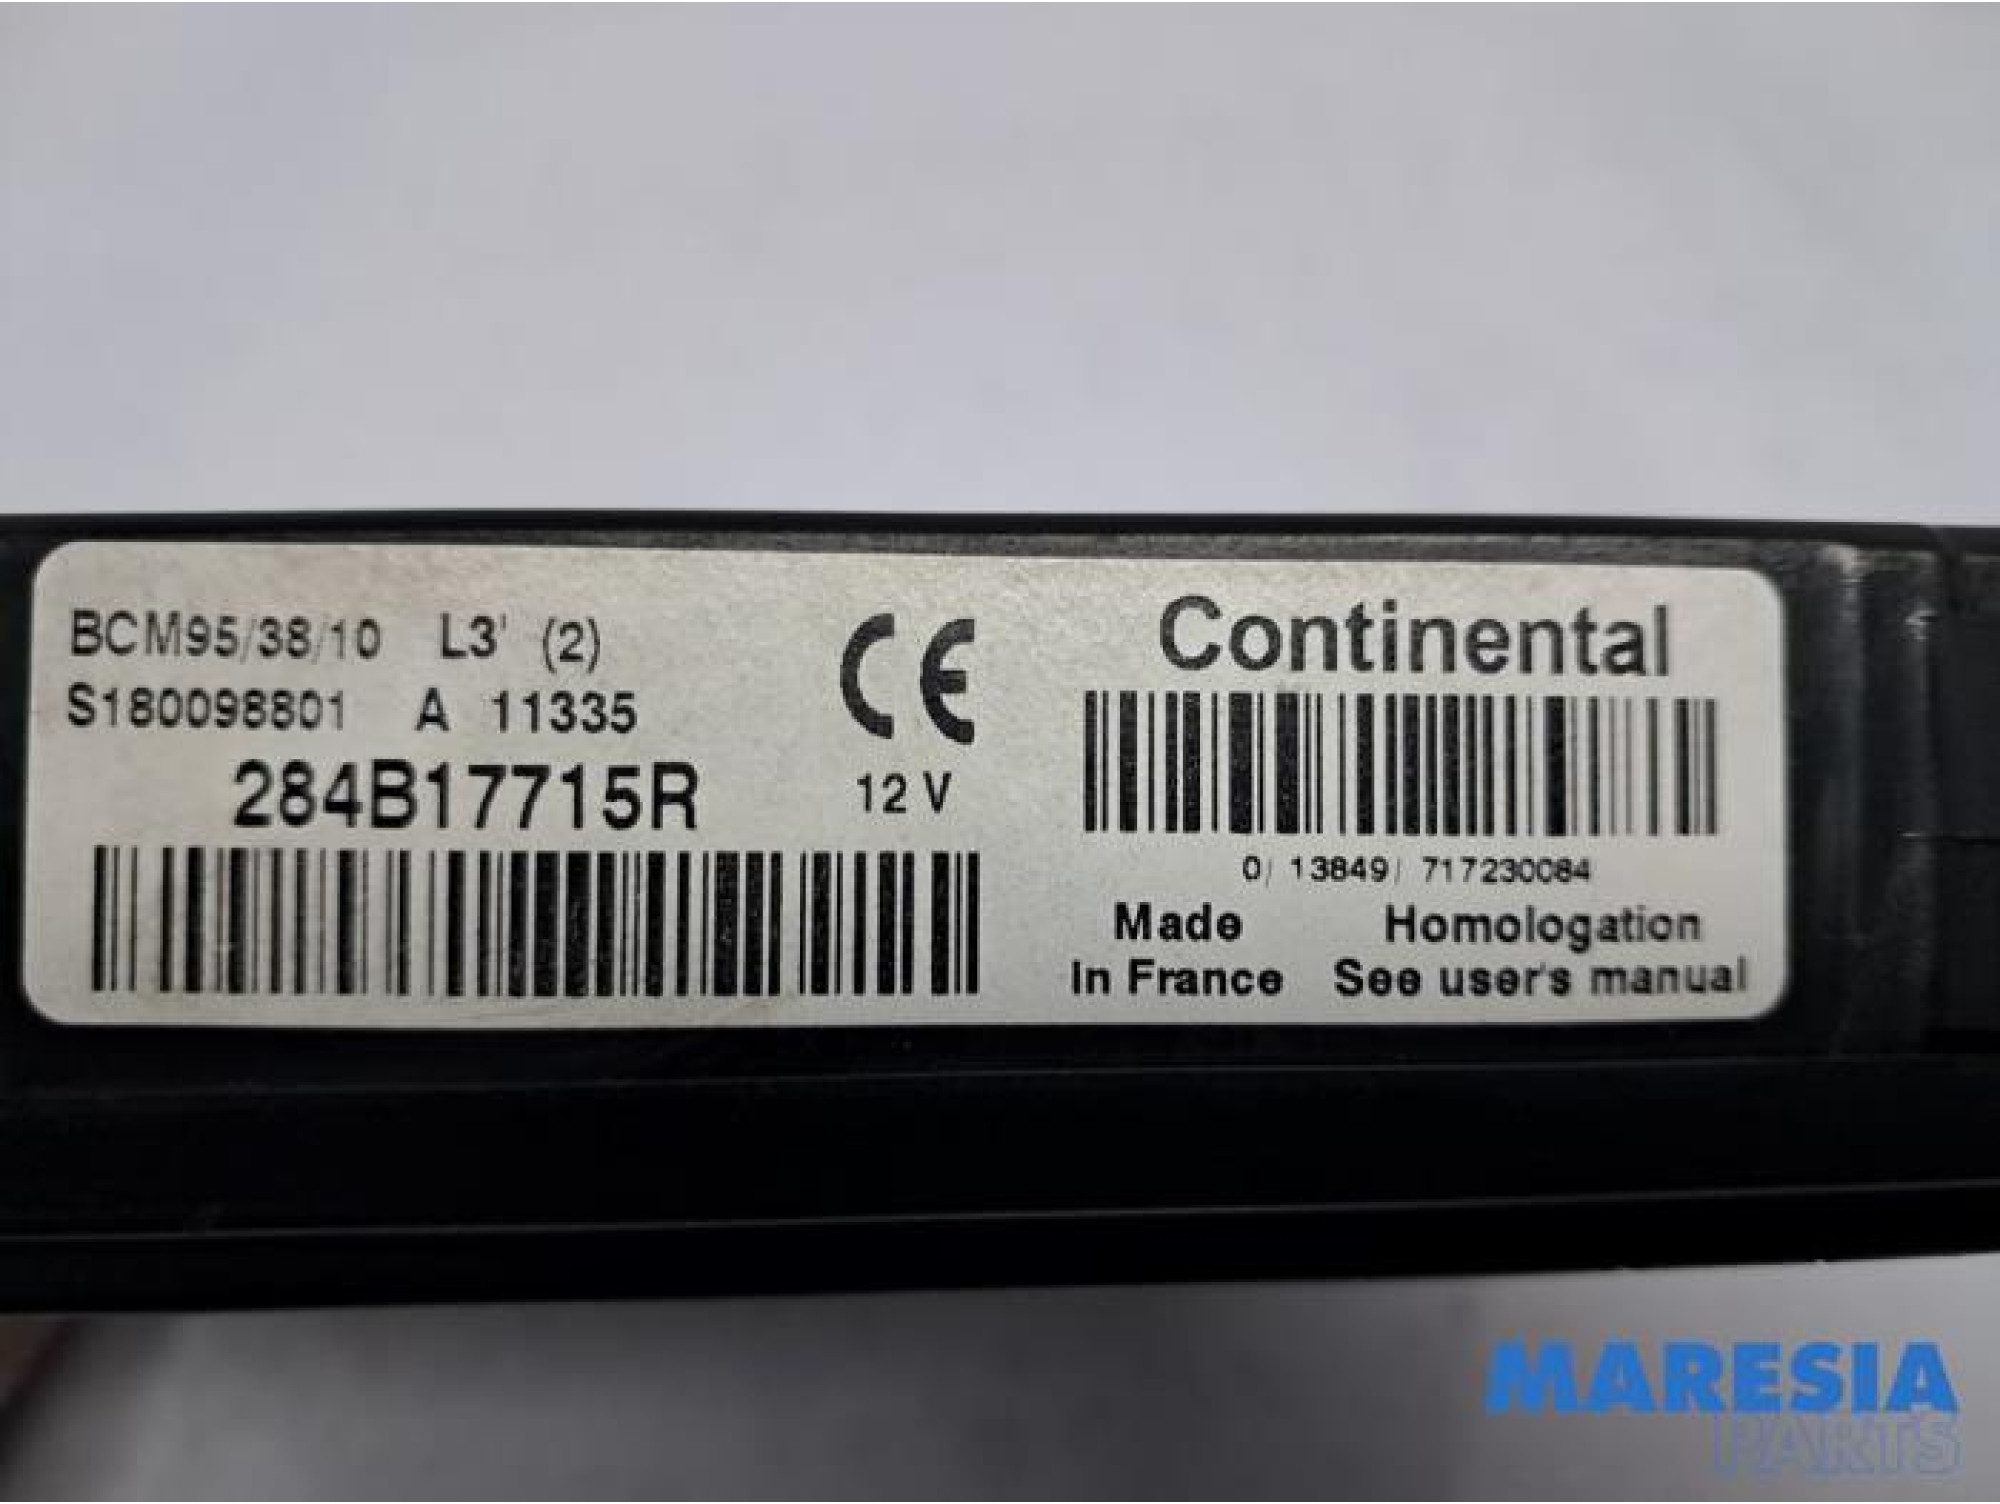 BCM95/38/10 L3' (2)
S180098801 A 11335
284B17715R
CE
12 V
Continental
0/ 13849/ 717230084
Made
In France
Homologation
See user's manual
MARESIA
PARTS